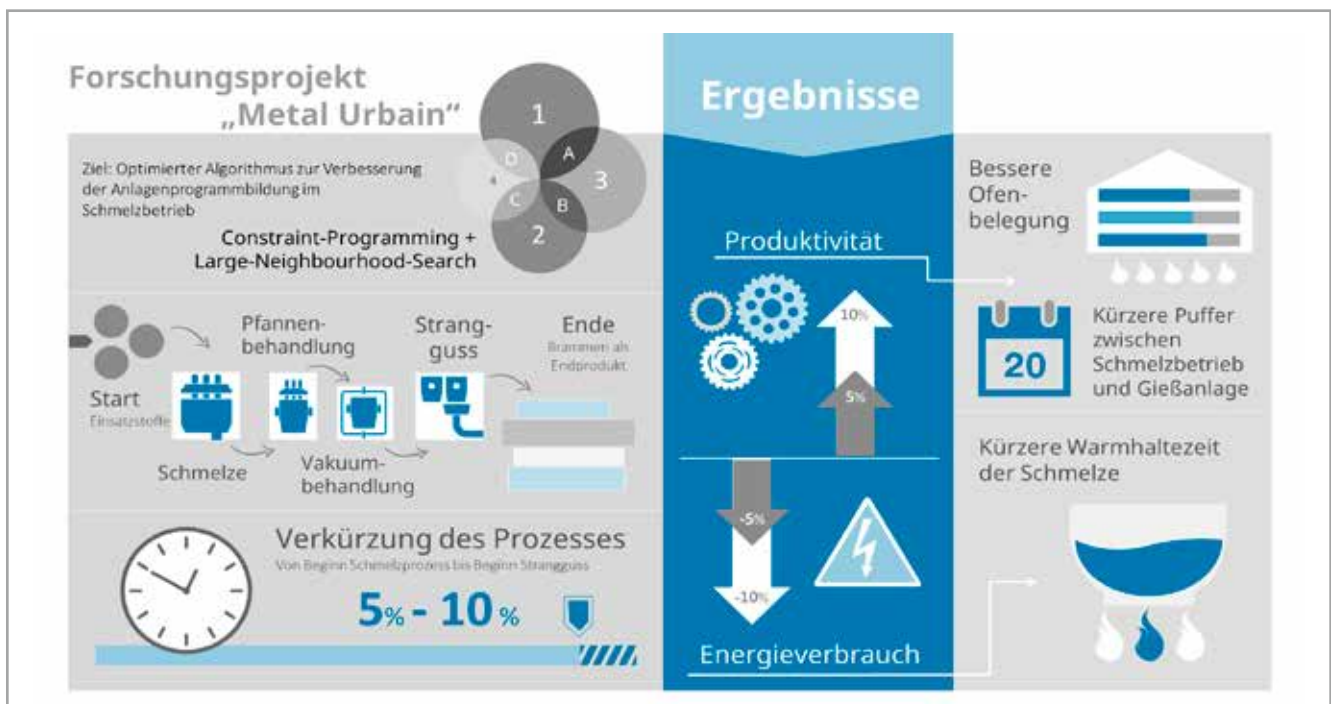 Forschungsprojekt
„Metal Urbain“
Ziel: Optimierter Algorithmus zur Verbesserung
der Anlagenprogrammbildung im
Schmelzbetrieb
Constraint-Programming +
Large-Neighbourhood-Search
1
D
A
4
3
C
B
2
Start
Einsatzstoffe
Schmelze
Pfannen-
behandlung
Vakuum-
behandlung
Strang-
guss
Ende
Brammen als
Endprodukt
Verkürzung des Prozesses
Von Beginn Schmelzprozess bis Beginn Strangguss
5% - 10 %
Ergebnisse
Produktivität
10%
5%
-5%
-10%
Energieverbrauch
Bessere
Ofen-
belegung
20
Kürzere Puffer
zwischen
Schmelzbetrieb
und Gießanlage
Kürzere Warmhaltezeit
der Schmelze